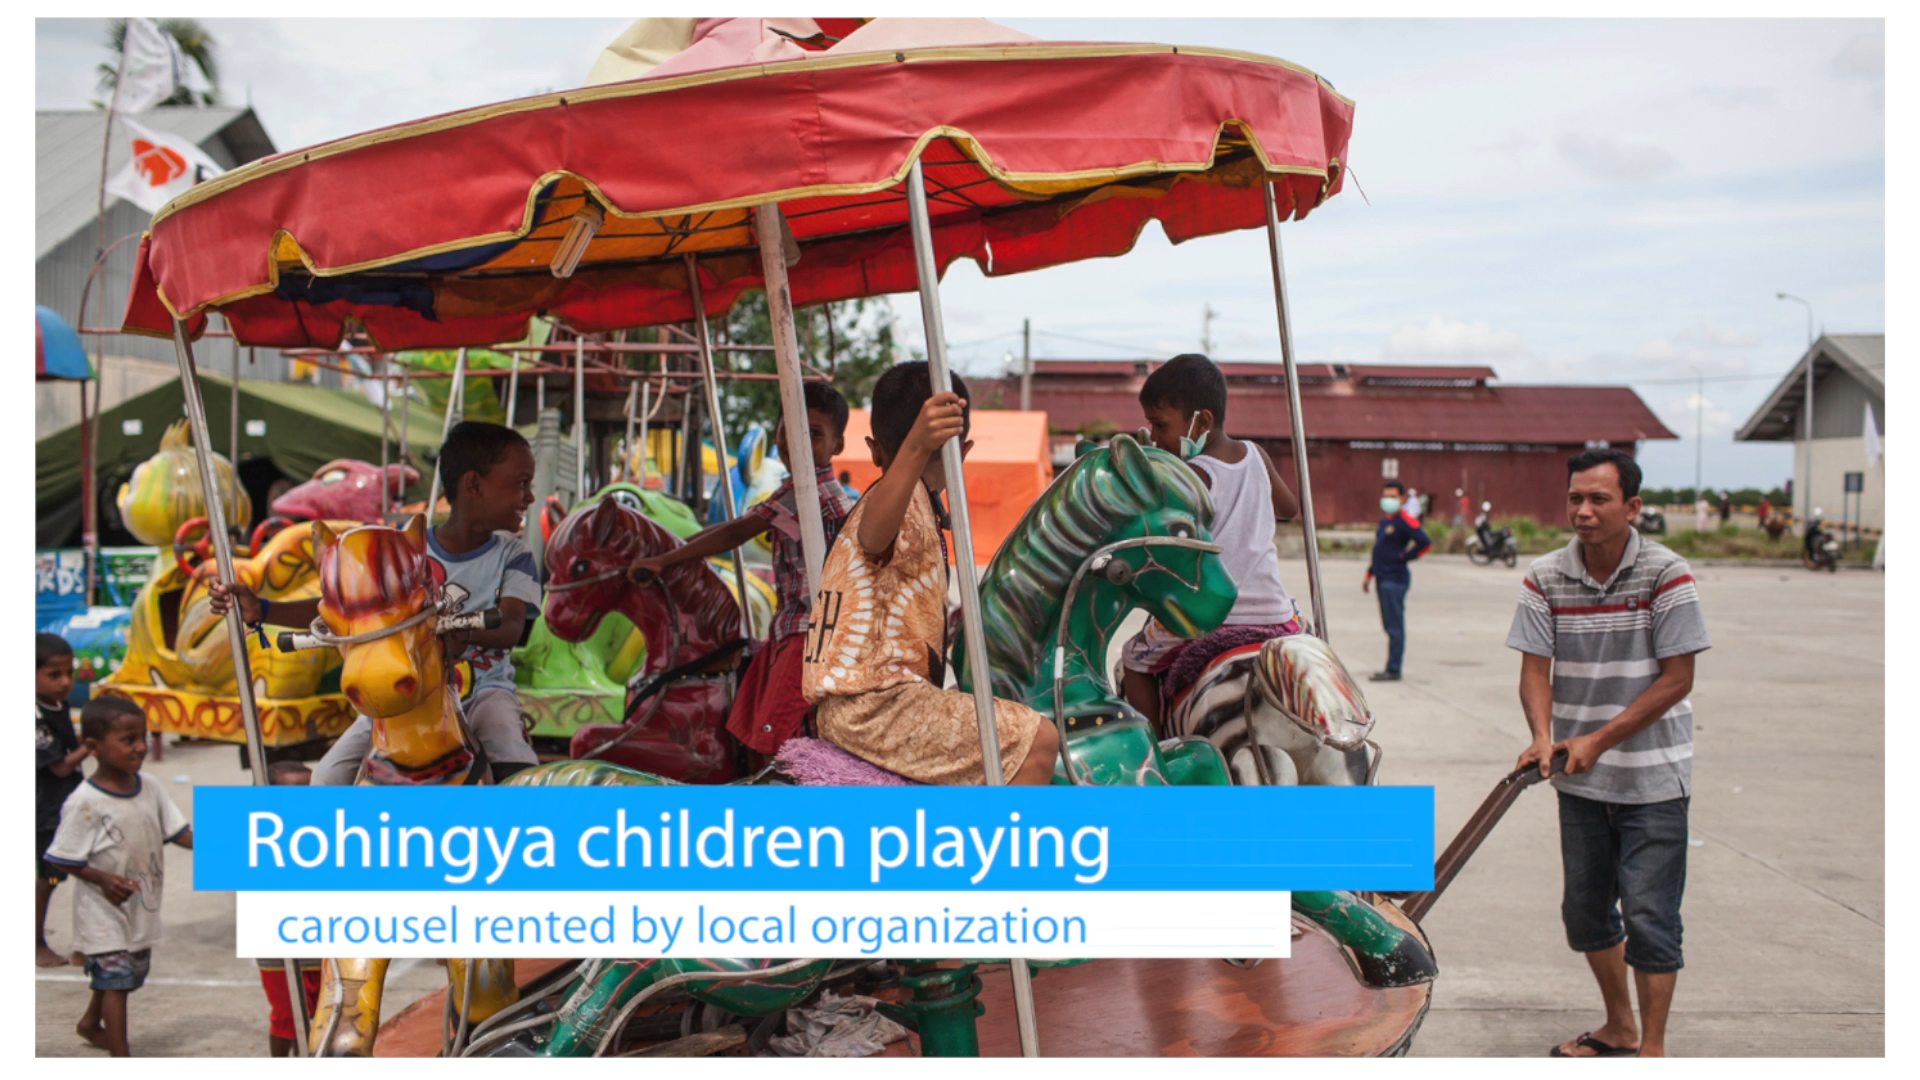 Rohingya children playing
carousel rented by local organization